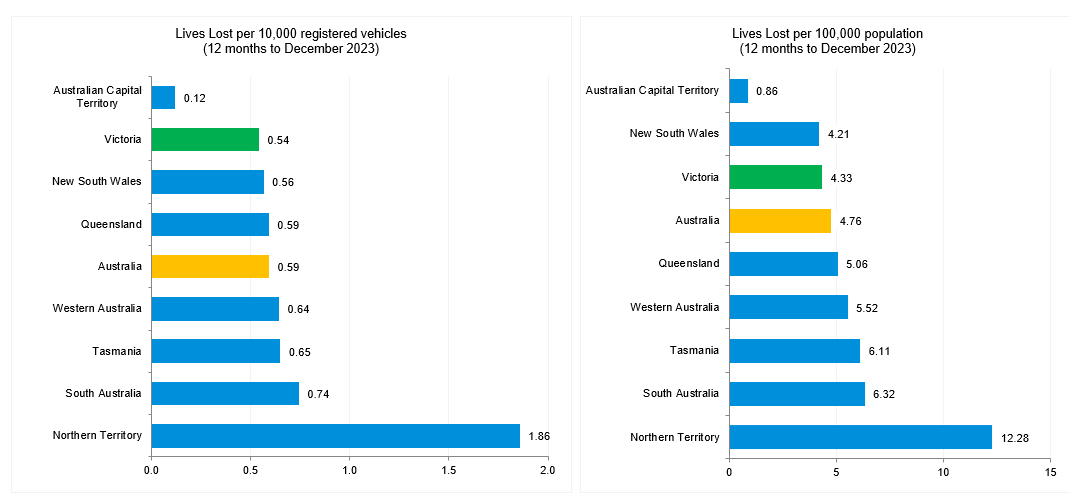 Lives Lost per 10,000 registered vehicles
(12 months to December 2023)
Australian Capital
Territory
0.12
Victoria
0.54
New South Wales
0.56
Queensland
0.59
Australia
0.59
Western Australia
0.64
Tasmania
0.65
South Australia
0.74
Northern Territory
1.86
0.0 0.5 1.0 1.5 2.0
Lives Lost per 100,000 population
(12 months to December 2023)
Australian Capital Territory
0.86
New South Wales
4.21
Victoria
4.33
Australia
4.76
Queensland
5.06
Western Australia
5.52
Tasmania
6.11
South Australia
6.32
Northern Territory
12.28
0 5 10 15